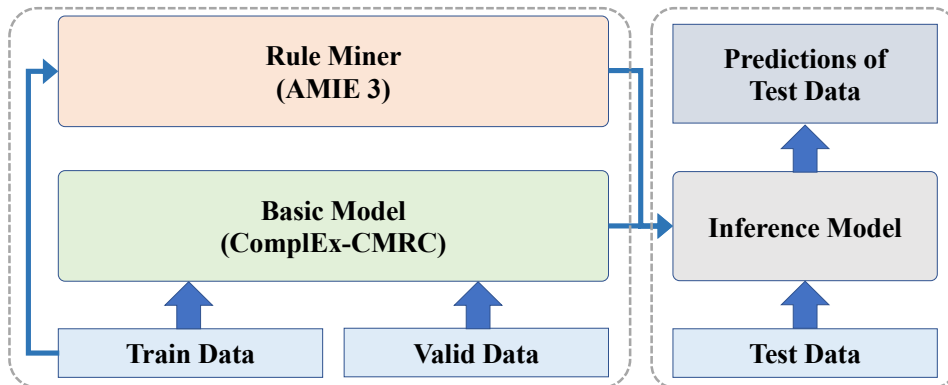 Rule Miner
(AMIE 3)
Basic Model
(ComplEx-CMRC)
Train Data
Valid Data
Predictions of
Test Data
Inference Model
Test Data